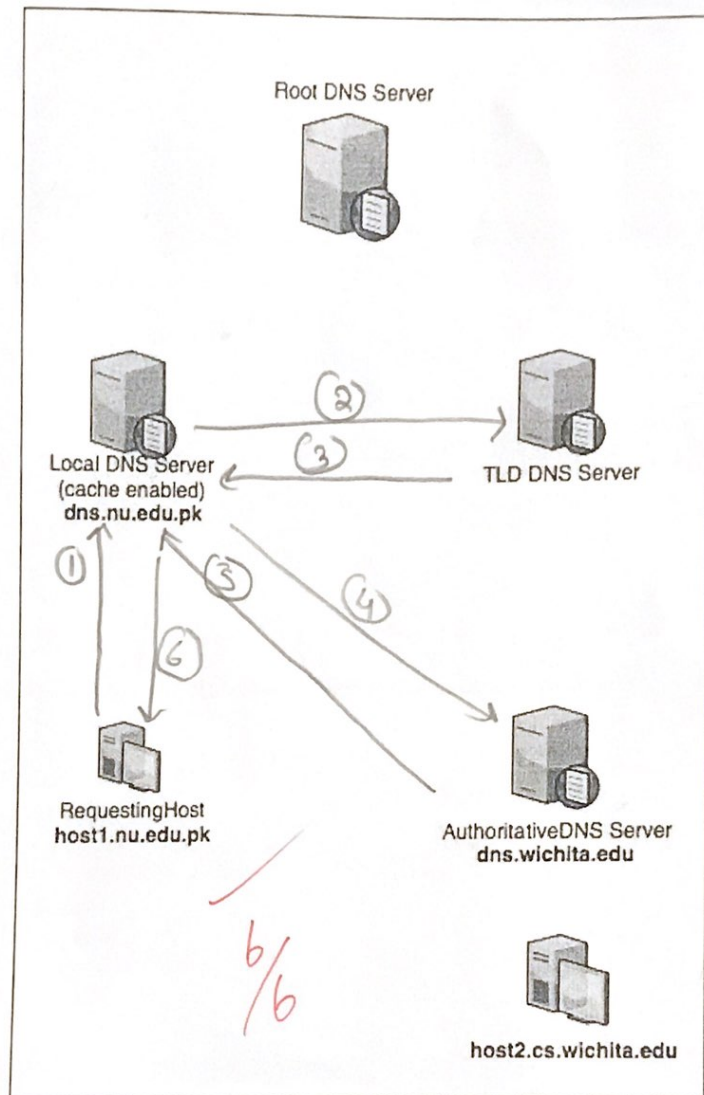 Root DNS Server
②
③
Local DNS Server
(cache enabled)
dns.nu.edu.pk
TLD DNS Server
①
⑤
④
⑥
RequestingHost
host1.nu.edu.pk
AuthoritativeDNS Server
dns.wichita.edu
6/6
host2.cs.wichita.edu